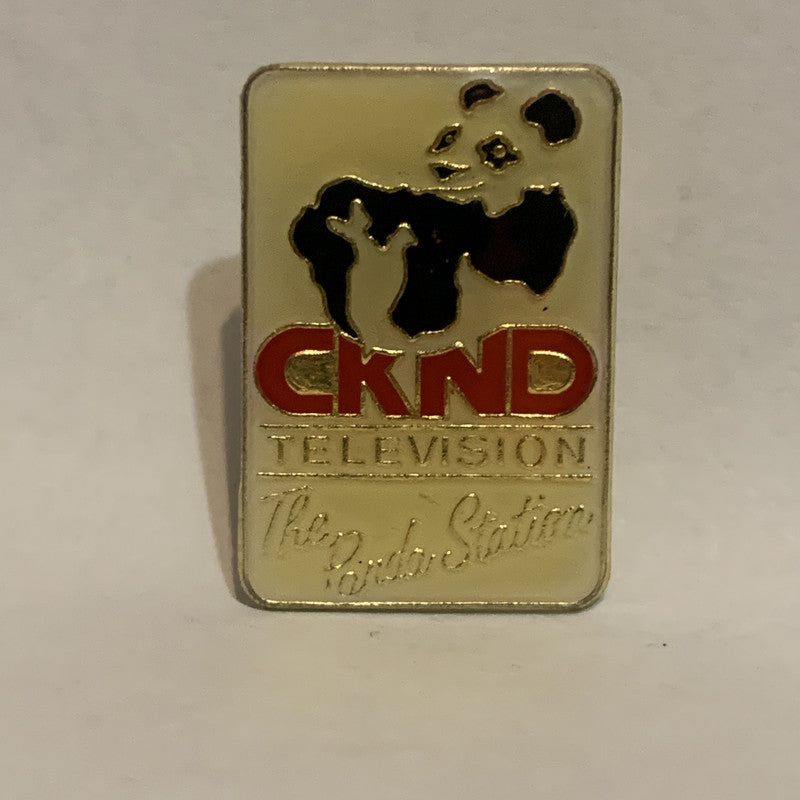 CKND
TELEVISION
The Panda Station